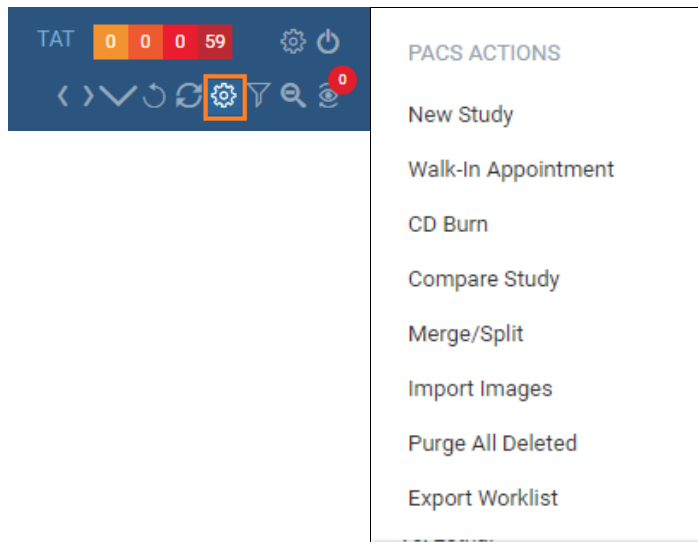 TAT 0 0 0 59
0
PACS ACTIONS
New Study
Walk-In Appointment
CD Burn
Compare Study
Merge/Split
Import Images
Purge All Deleted
Export Worklist